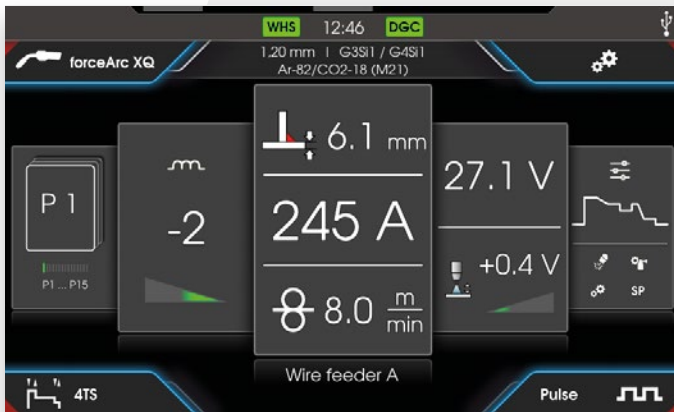 WHS 12:46 DGC
forceArc XQ
1.20 mm I G3Si1 / G4Si1
Ar-82/CO2-18 (M21)
6.1 mm
P 1
-2
245 A
27.1 V
+0.4 V
8.0 m/min
P1 ... P15
SP
Wire feeder A
4TS
Pulse